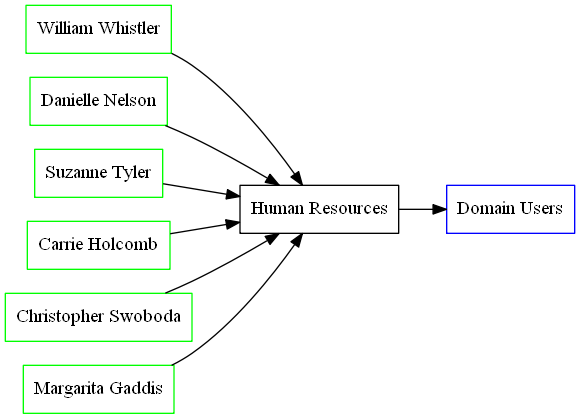 William Whistler
Danielle Nelson
Suzanne Tyler
Human Resources
Domain Users
Carrie Holcomb
Christopher Swoboda
Margarita Gaddis